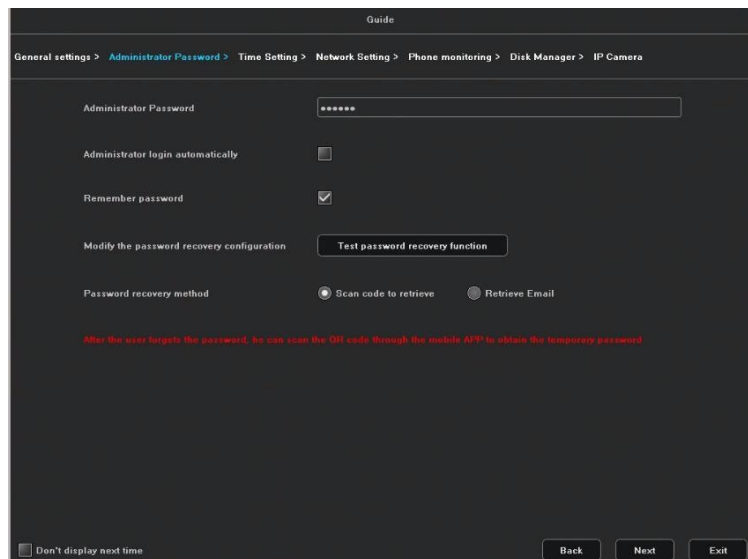 Guide
General settings > Administrator Password > Time Setting > Network Setting > Phone monitoring > Disk Manager > IP Camera
Administrator Password ●●●●●●
Administrator login automatically
Remember password
Modify the password recovery configuration Test password recovery function
Password recovery method Scan code to retrieve Retrieve Email
After the user forgets the password, he can scan the QR code through the mobile APP to obtain the temporary password
Don't display next time Back Next Exit